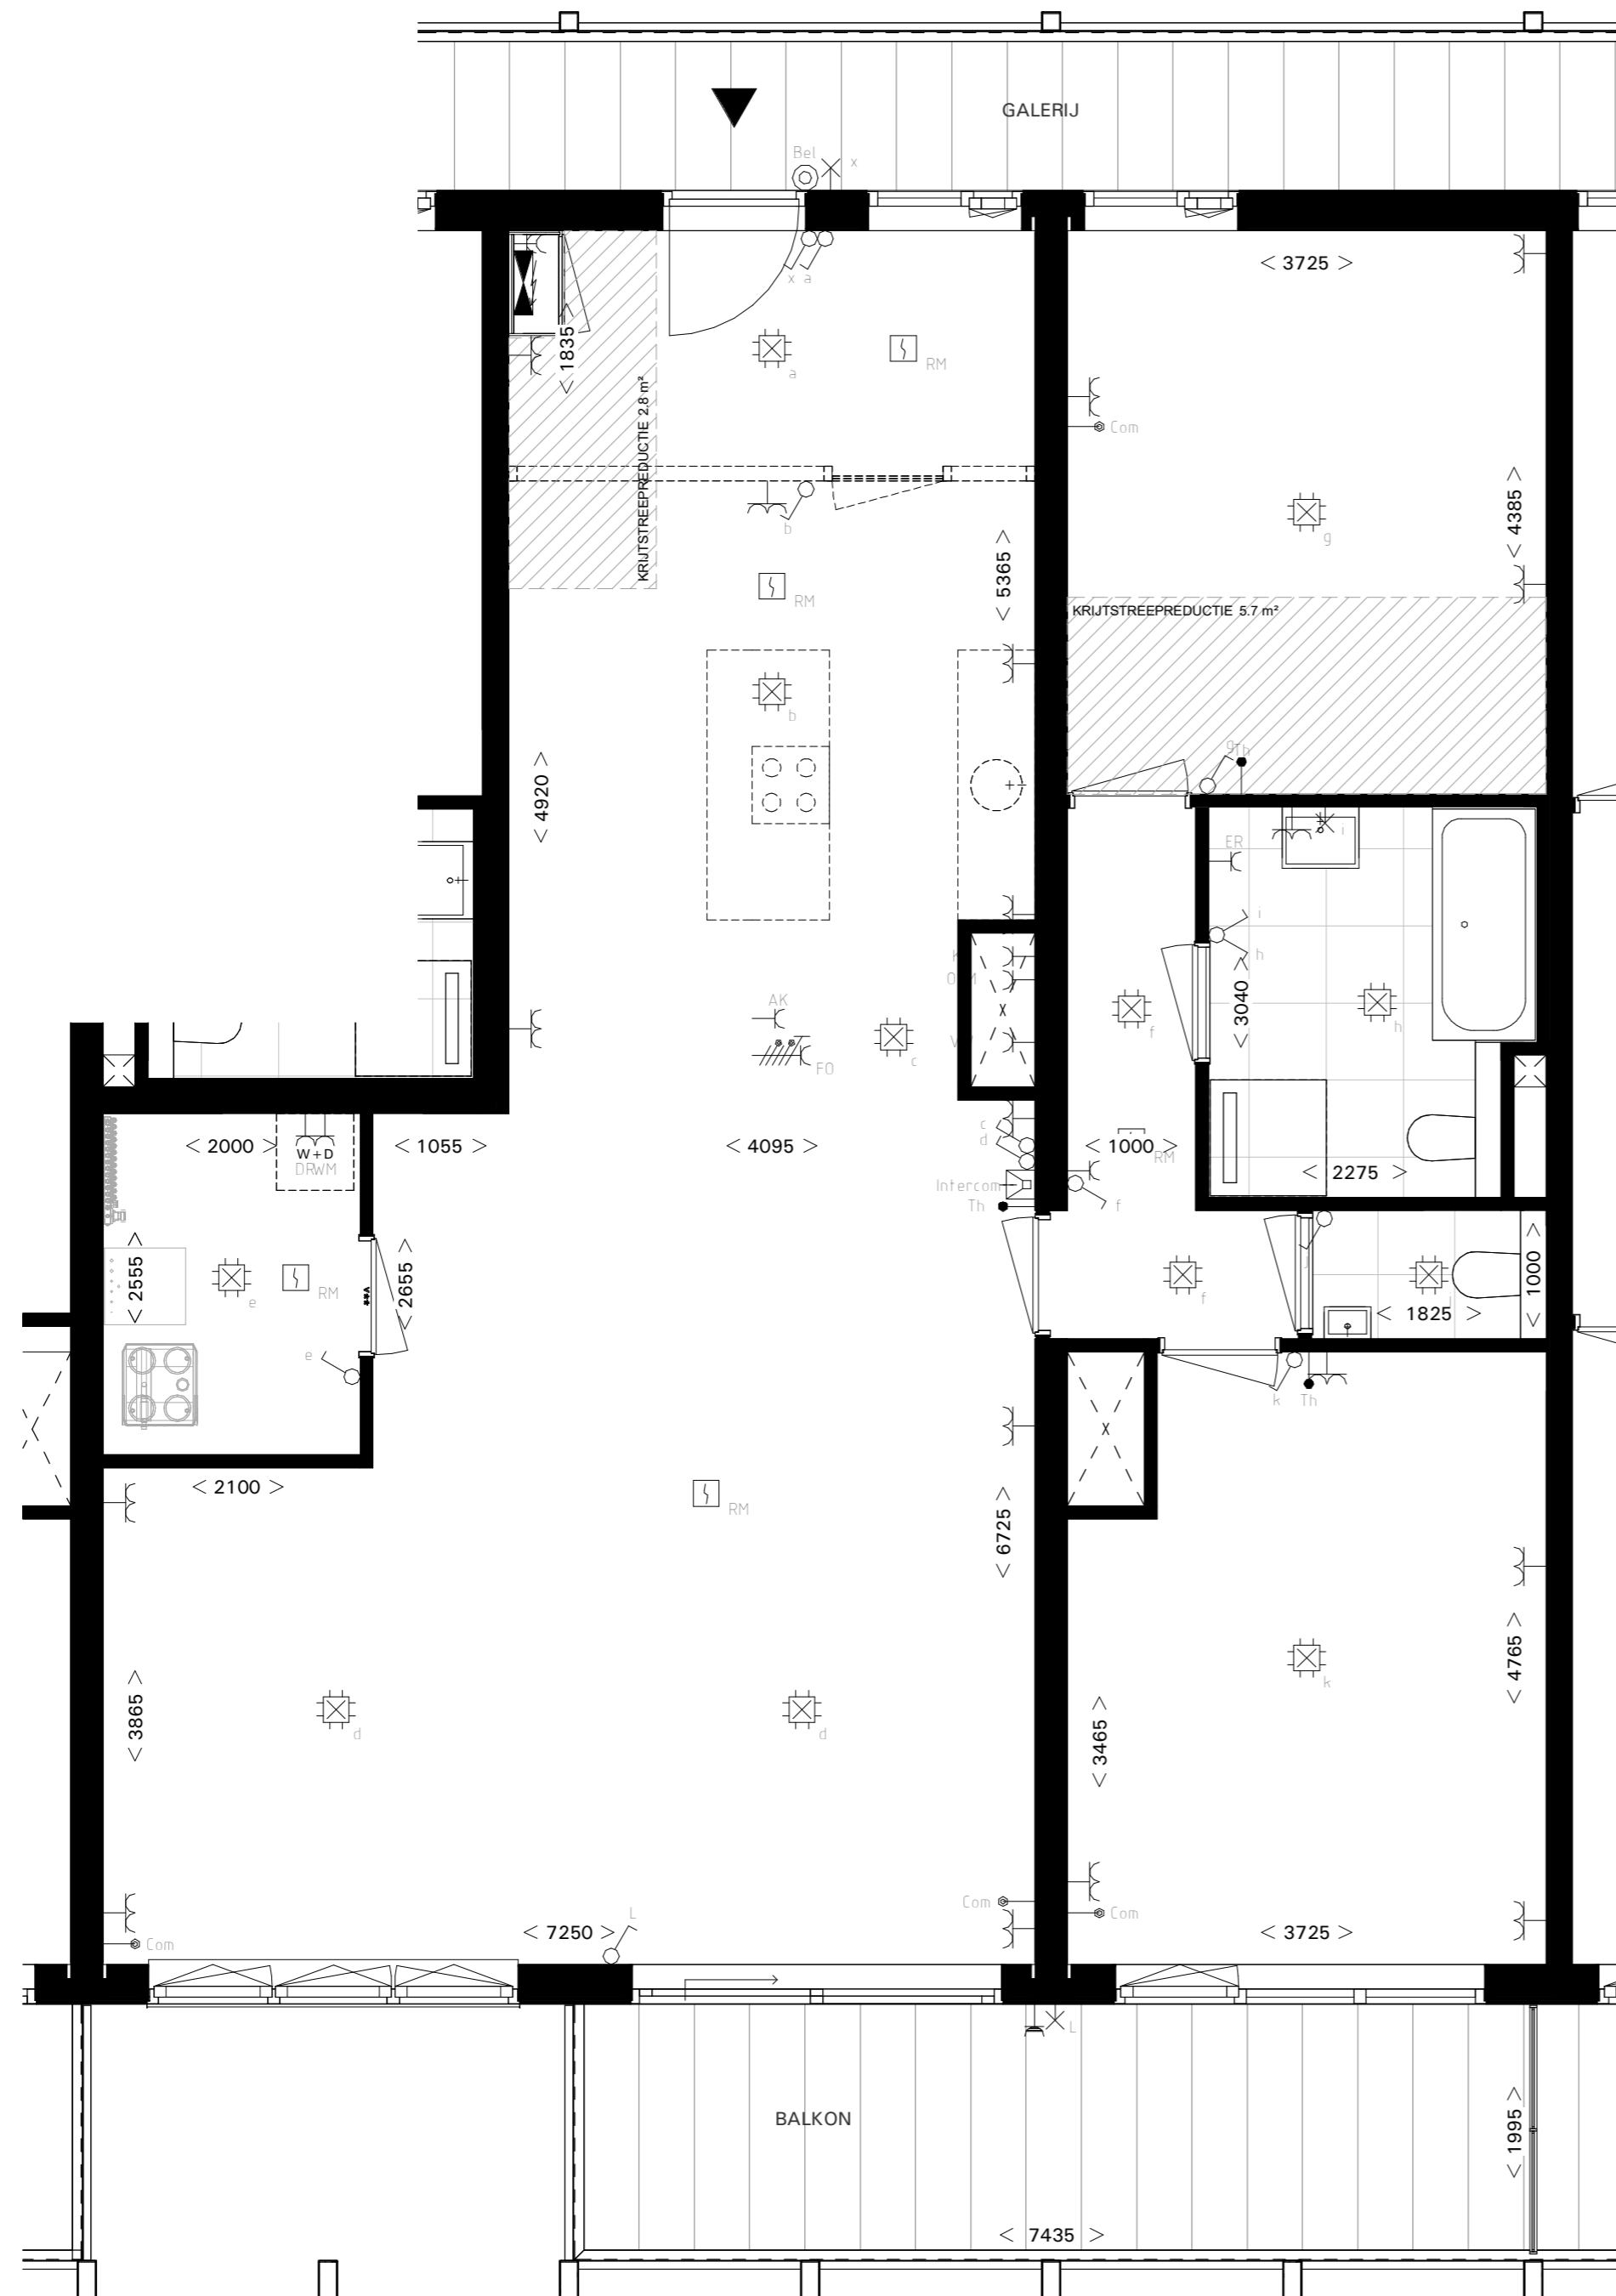 GALERIJ
Bel
x
x a
< 3725 >
< 1835 >
a
RM
KRIJTSTREEPREDUCTIE 2.8 m²
Com
< 4385 >
g
b
< 5365 >
RM
KRIJTSTREEPREDUCTIE 5.7 m²
b
g
Th
< 4920 >
ER
i
i
h
< 3040 >
X
AK
FO
c
f
h
c
d
< 2000 >
< 1055 >
< 4095 >
< 1000 >
RM
W+D
DRWM
< 2275 >
Intercom
Th
f
< 2555 >
< 2655 >
e
RM
f
j
< 1825 >
< 1000 >
e
k
Th
X
< 2100 >
RM
< 6725 >
< 3865 >
d
d
< 3465 >
k
< 4765 >
Com
L
< 7250 >
Com
Com
< 3725 >
L
BALKON
< 1995 >
< 7435 >